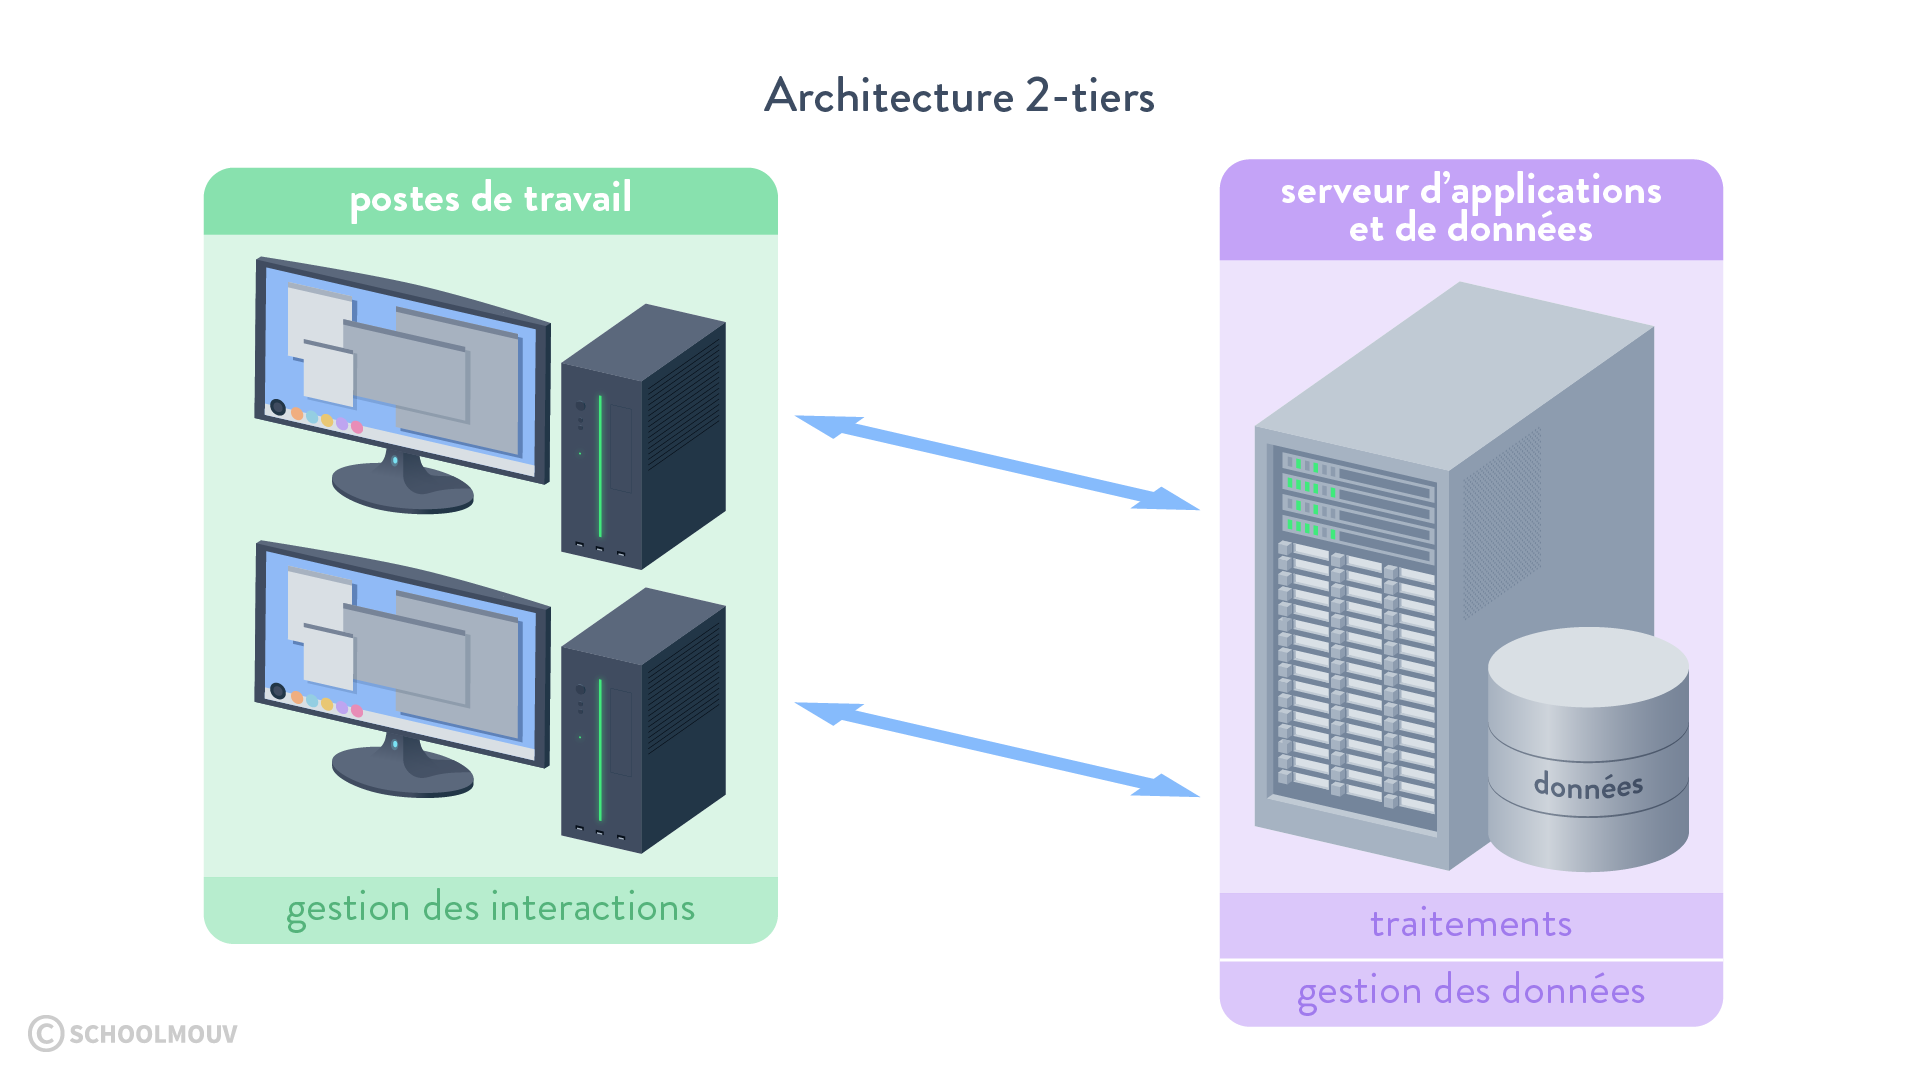 Architecture 2-tiers
postes de travail
serveur d’applications
et de données
données
gestion des interactions
traitements
gestion des données
© SCHOOLMOUV